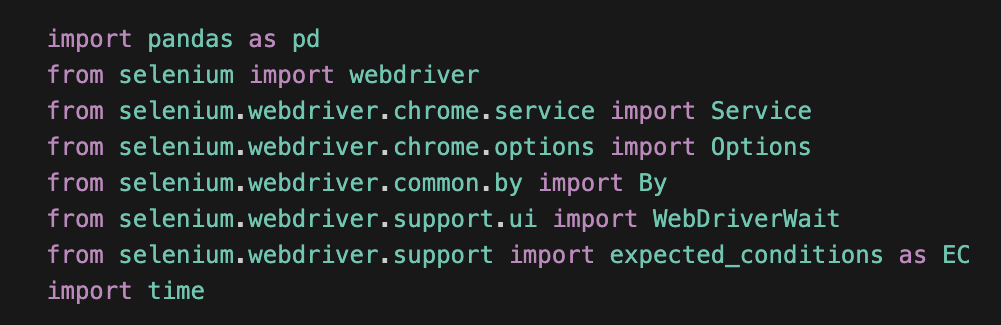 import pandas as pd
from selenium import webdriver
from selenium.webdriver.chrome.service import Service
from selenium.webdriver.chrome.options import Options
from selenium.webdriver.common.by import By
from selenium.webdriver.support.ui import WebDriverWait
from selenium.webdriver.support import expected_conditions as EC
import time